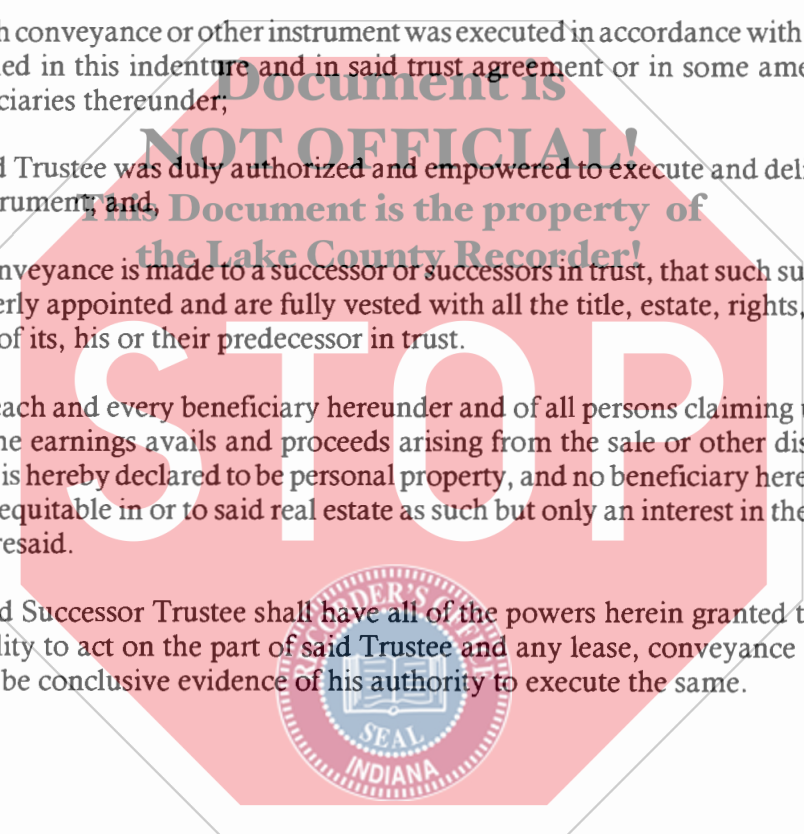 h conveyance or other instrument was executed in accordance with
ed in this indenture and in said trust agreement or in some ame
ciaries thereunder;
Document is
NOT OFFICIAL!
This Document is the property of
the Lake County Recorder!
d Trustee was duly authorized and empowered to execute and deli
rument; and,
nveyance is made to a successor or successors in trust, that such su
erly appointed and are fully vested with all the title, estate, rights,
of its, his or their predecessor in trust.
STOP
each and every beneficiary hereunder and of all persons claiming u
ne earnings avails and proceeds arising from the sale or other dis
is hereby declared to be personal property, and no beneficiary here
equitable in or to said real estate as such but only an interest in the
resaid.
d Successor Trustee shall have all of the powers herein granted t
lity to act on the part of said Trustee and any lease, conveyance
be conclusive evidence of his authority to execute the same.
RECORDER'S OFFICE
SEAL
INDIANA